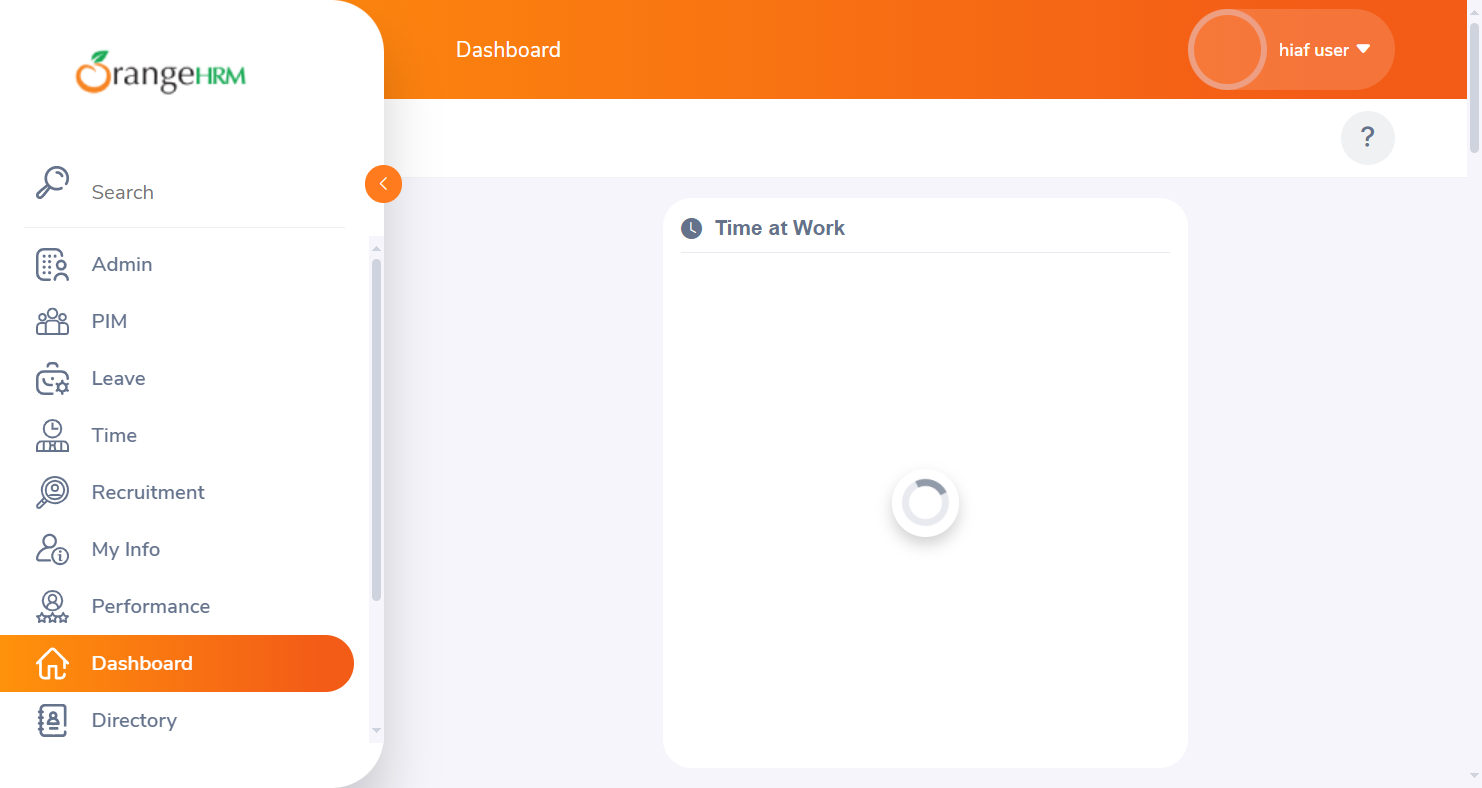 OrangeHRM
Dashboard
hiaf user
?
Search
Admin
PIM
Leave
Time
Recruitment
My Info
Performance
Dashboard
Directory
Time at Work